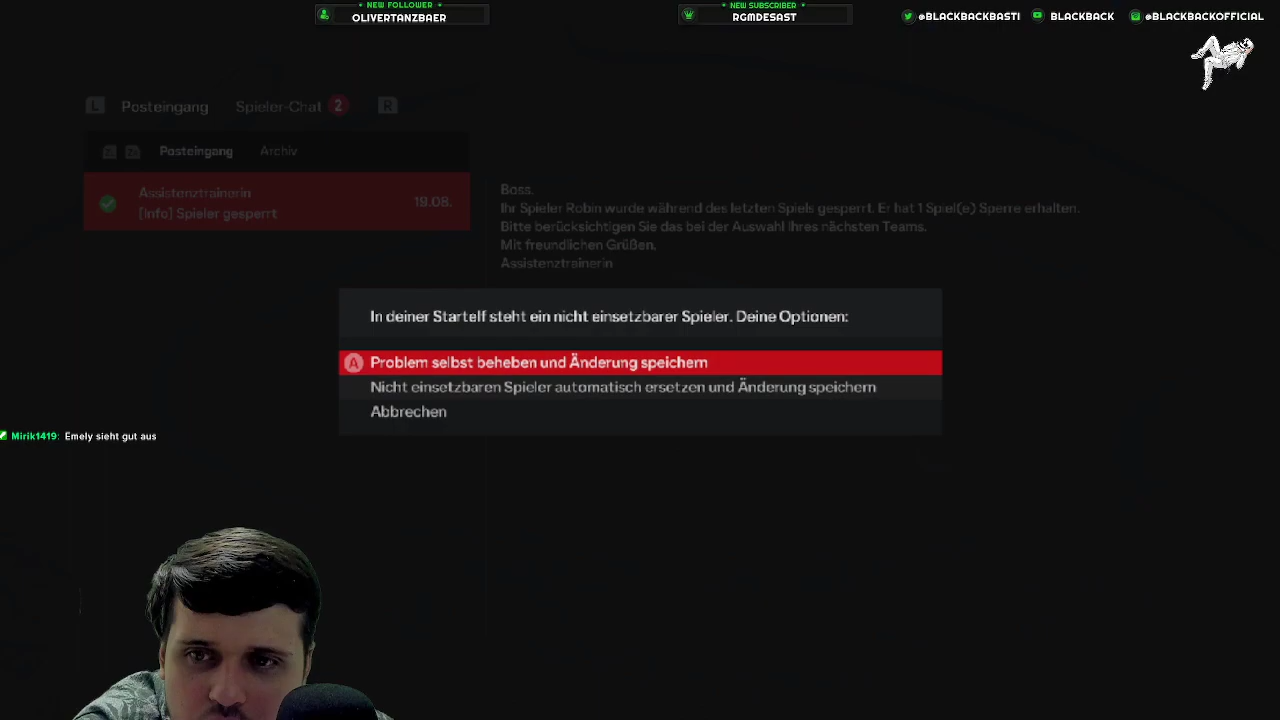 NEW FOLLOWER
OLIVERTANZBAER
NEW SUBSCRIBER
RGMDESAST
@BLACKBACKBASTI
BLACKBACK
@BLACKBACKOFFICIAL
L Posteingang Spieler-Chat 2 R
Posteingang Archiv
Assistenztrainerin
[Info] Spieler gesperrt
19.08.
Boss,
Ihr Spieler Robin wurde während des letzten Spiels gesperrt. Er hat 1 Spiel(e) Sperre erhalten.
Bitte berücksichtigen Sie das bei der Auswahl Ihres nächsten Teams.
Mit freundlichen Grüßen,
Assistenztrainerin
In deiner Startelf steht ein nicht einsetzbarer Spieler. Deine Optionen:
A Problem selbst beheben und Änderung speichern
Nicht einsetzbaren Spieler automatisch ersetzen und Änderung speichern
Abbrechen
Mirik1419: Emely sieht gut aus